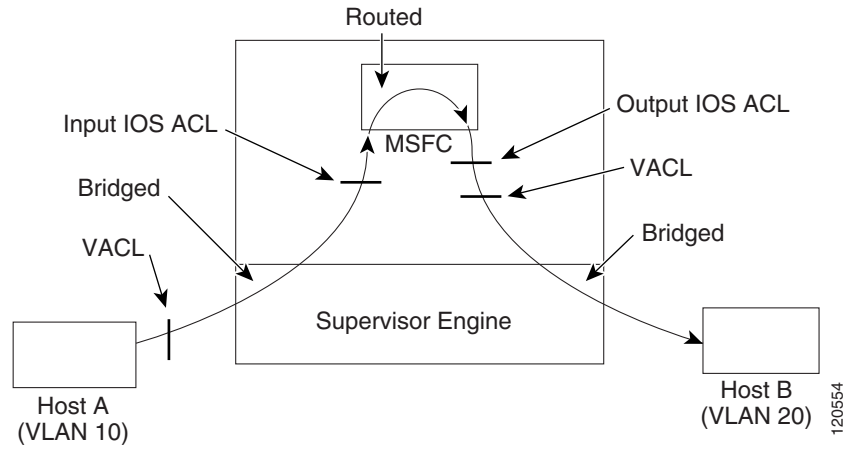 Routed
Input IOS ACL
Output IOS ACL
MSFC
VACL
Bridged
Bridged
VACL
Supervisor Engine
Host A
(VLAN 10)
Host B
(VLAN 20)
120554